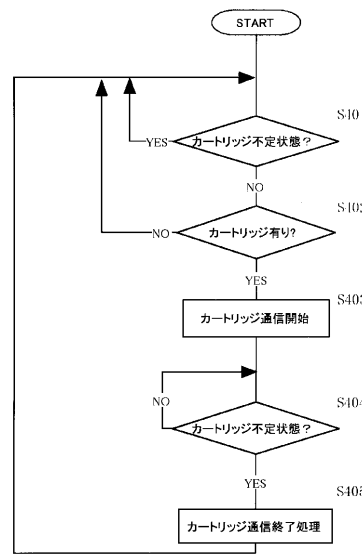 START
S401
カートリッジ不定状態？
YES
NO
S402
カートリッジ有り?
NO
YES
S403
カートリッジ通信開始
S404
カートリッジ不定状態？
NO
YES
S405
カートリッジ通信終了処理